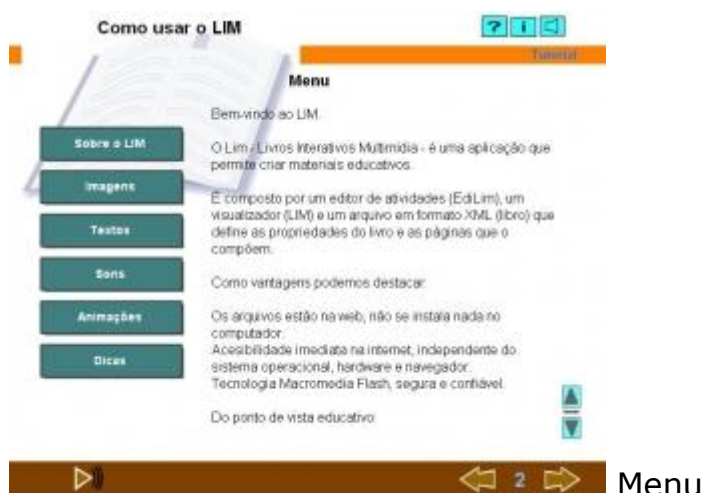 Como usar o LIM
? i
Tutorial
Menu
Bem-vindo ao LIM.
Sobre o LIM
Imagens
Textos
Sons
Animações
Dicas
O Lim - Livros Interativos Multimídia - é uma aplicação que
permite criar materiais educativos.
É composto por um editor de atividades (EdiLim), um
visualizador (LIM) e um arquivo em formato XML (libro) que
define as propriedades do livro e as páginas que o
compõem.
Como vantagens podemos destacar:
Os arquivos estão na web, não se instala nada no
computador.
Acesibilidade imediata na internet, independente do
sistema operacional, hardware e navegador.
Tecnologia Macromedia Flash, segura e confiável.
Do ponto de vista educativo:
2
Menu